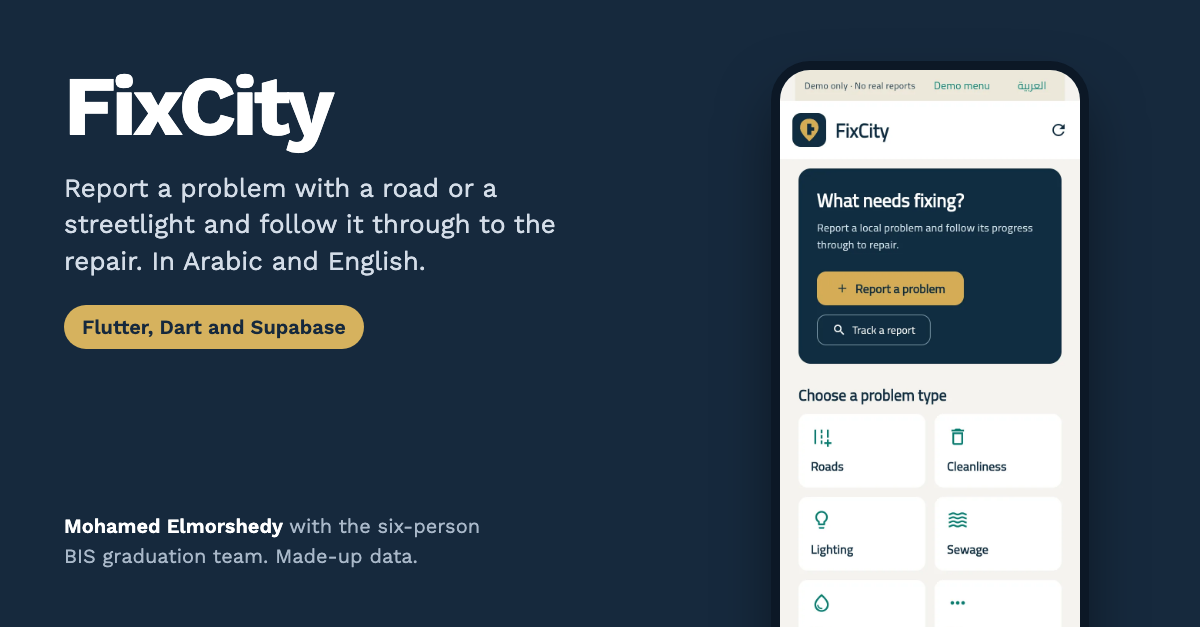 FixCity
Report a problem with a road or a
streetlight and follow it through to the
repair. In Arabic and English.
Flutter, Dart and Supabase
Mohamed Elmorshedy with the six-person
BIS graduation team. Made-up data.
Demo only · No real reports Demo menu العربية
FixCity
What needs fixing?
Report a local problem and follow its progress
through to repair.
+ Report a problem
Track a report
Choose a problem type
Roads Cleanliness
Lighting Sewage